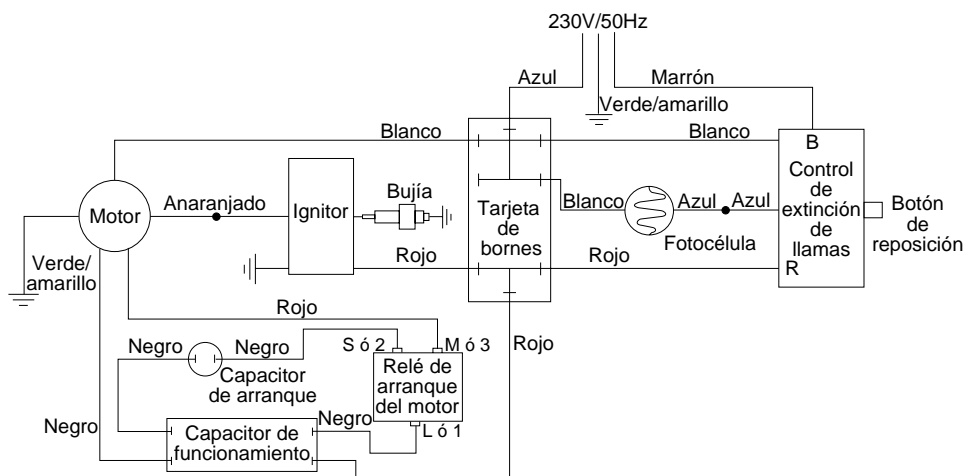 230V/50Hz
Azul
Marrón
Verde/amarillo
Blanco
Blanco
B
Control
de
extinción
de
llamas
R
Botón
de
reposición
Motor
Anaranjado
Ignitor
Bujía
Tarjeta
de
bornes
Blanco
Azul
Azul
Fotocélula
Verde/
amarillo
Rojo
Rojo
Rojo
Negro
Negro
S ó 2
M ó 3
Rojo
Capacitor
de arranque
Relé de
arranque
del motor
Negro
L ó 1
Negro
Capacitor de
funcionamiento